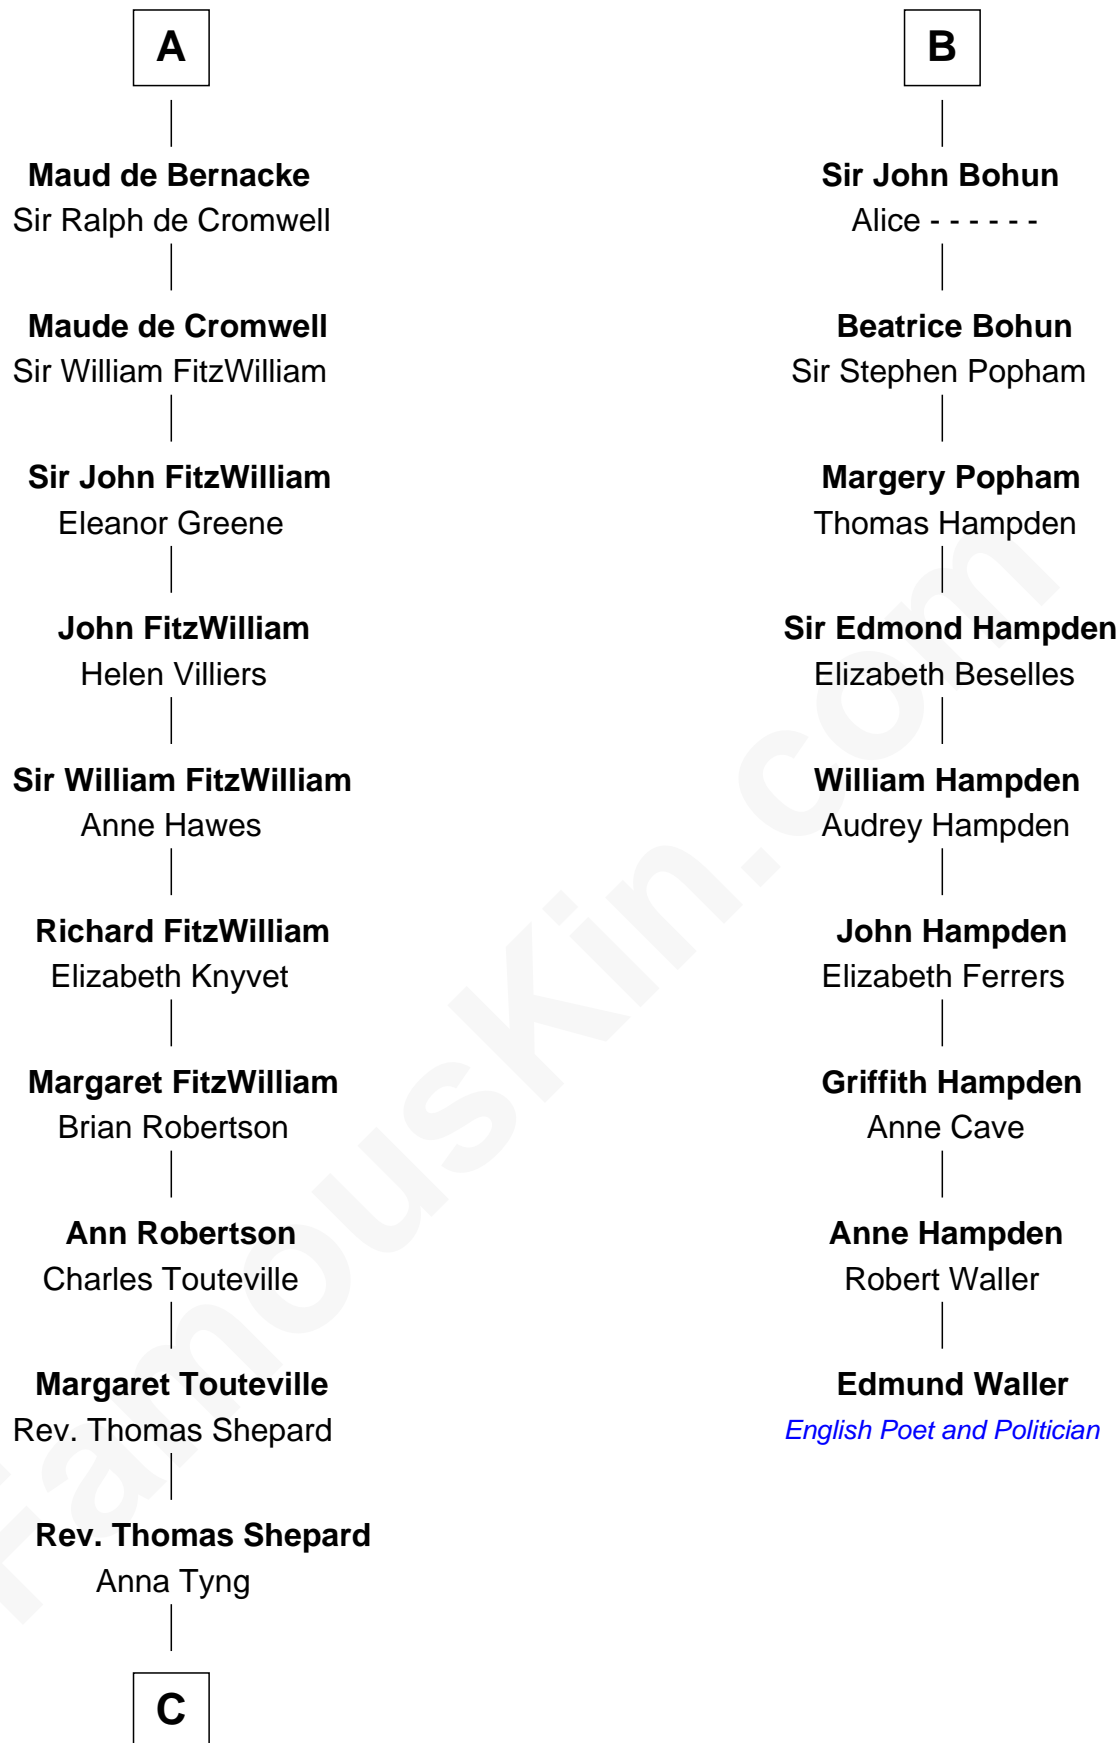 A
Maud de Bernacke
Sir Ralph de Cromwell
Maude de Cromwell
Sir William FitzWilliam
Sir John FitzWilliam
Eleanor Greene
John FitzWilliam
Helen Villiers
Sir William FitzWilliam
Anne Hawes
Richard FitzWilliam
Elizabeth Knyvet
Margaret FitzWilliam
Brian Robertson
Ann Robertson
Charles Touteville
Margaret Touteville
Rev. Thomas Shepard
Rev. Thomas Shepard
Anna Tyng
C
B
Sir John Bohun
Alice - - - - - -
Beatrice Bohun
Sir Stephen Popham
Margery Popham
Thomas Hampden
Sir Edmond Hampden
Elizabeth Beselles
William Hampden
Audrey Hampden
John Hampden
Elizabeth Ferrers
Griffith Hampden
Anne Cave
Anne Hampden
Robert Waller
Edmund Waller
English Poet and Politician
FamousKin.com